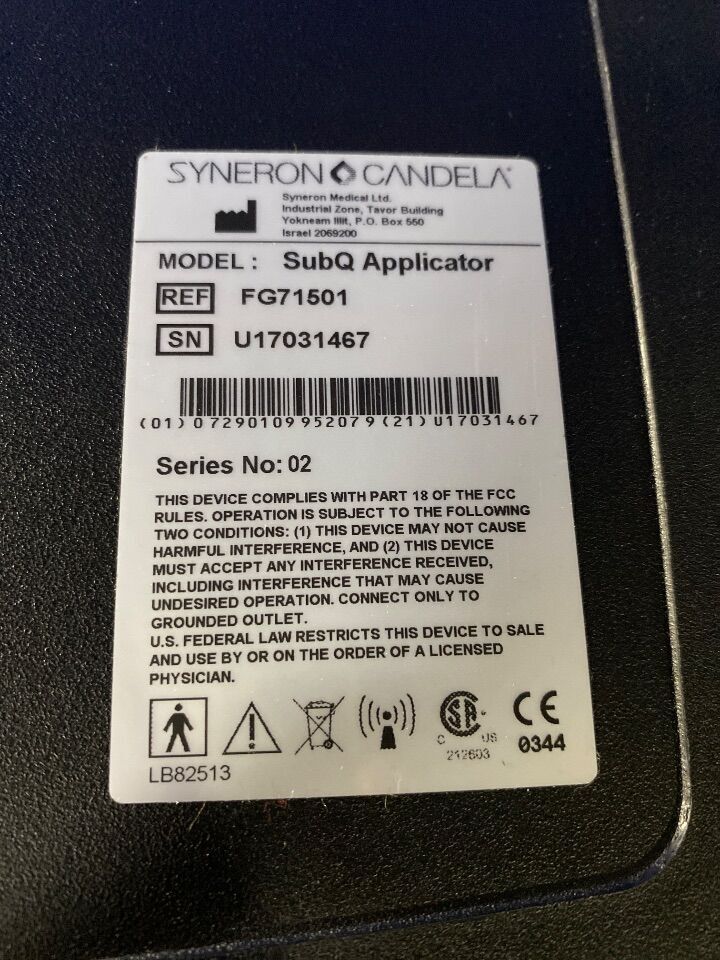 SYNERON CANDELA
Syneron Medical Ltd.
Industrial Zone, Tavor Building
Yokneam Illit, P.O. Box 550
Israel 2069200
MODEL : SubQ Applicator
REF FG71501
SN U17031467
(01) 07290109952079 (21) U17031467
Series No: 02
THIS DEVICE COMPLIES WITH PART 18 OF THE FCC
RULES. OPERATION IS SUBJECT TO THE FOLLOWING
TWO CONDITIONS: (1) THIS DEVICE MAY NOT CAUSE
HARMFUL INTERFERENCE, AND (2) THIS DEVICE
MUST ACCEPT ANY INTERFERENCE RECEIVED,
INCLUDING INTERFERENCE THAT MAY CAUSE
UNDESIRED OPERATION. CONNECT ONLY TO
GROUNDED OUTLET.
U.S. FEDERAL LAW RESTRICTS THIS DEVICE TO SALE
AND USE BY OR ON THE ORDER OF A LICENSED
PHYSICIAN.
SA CE
C US 0344
212603
LB82513